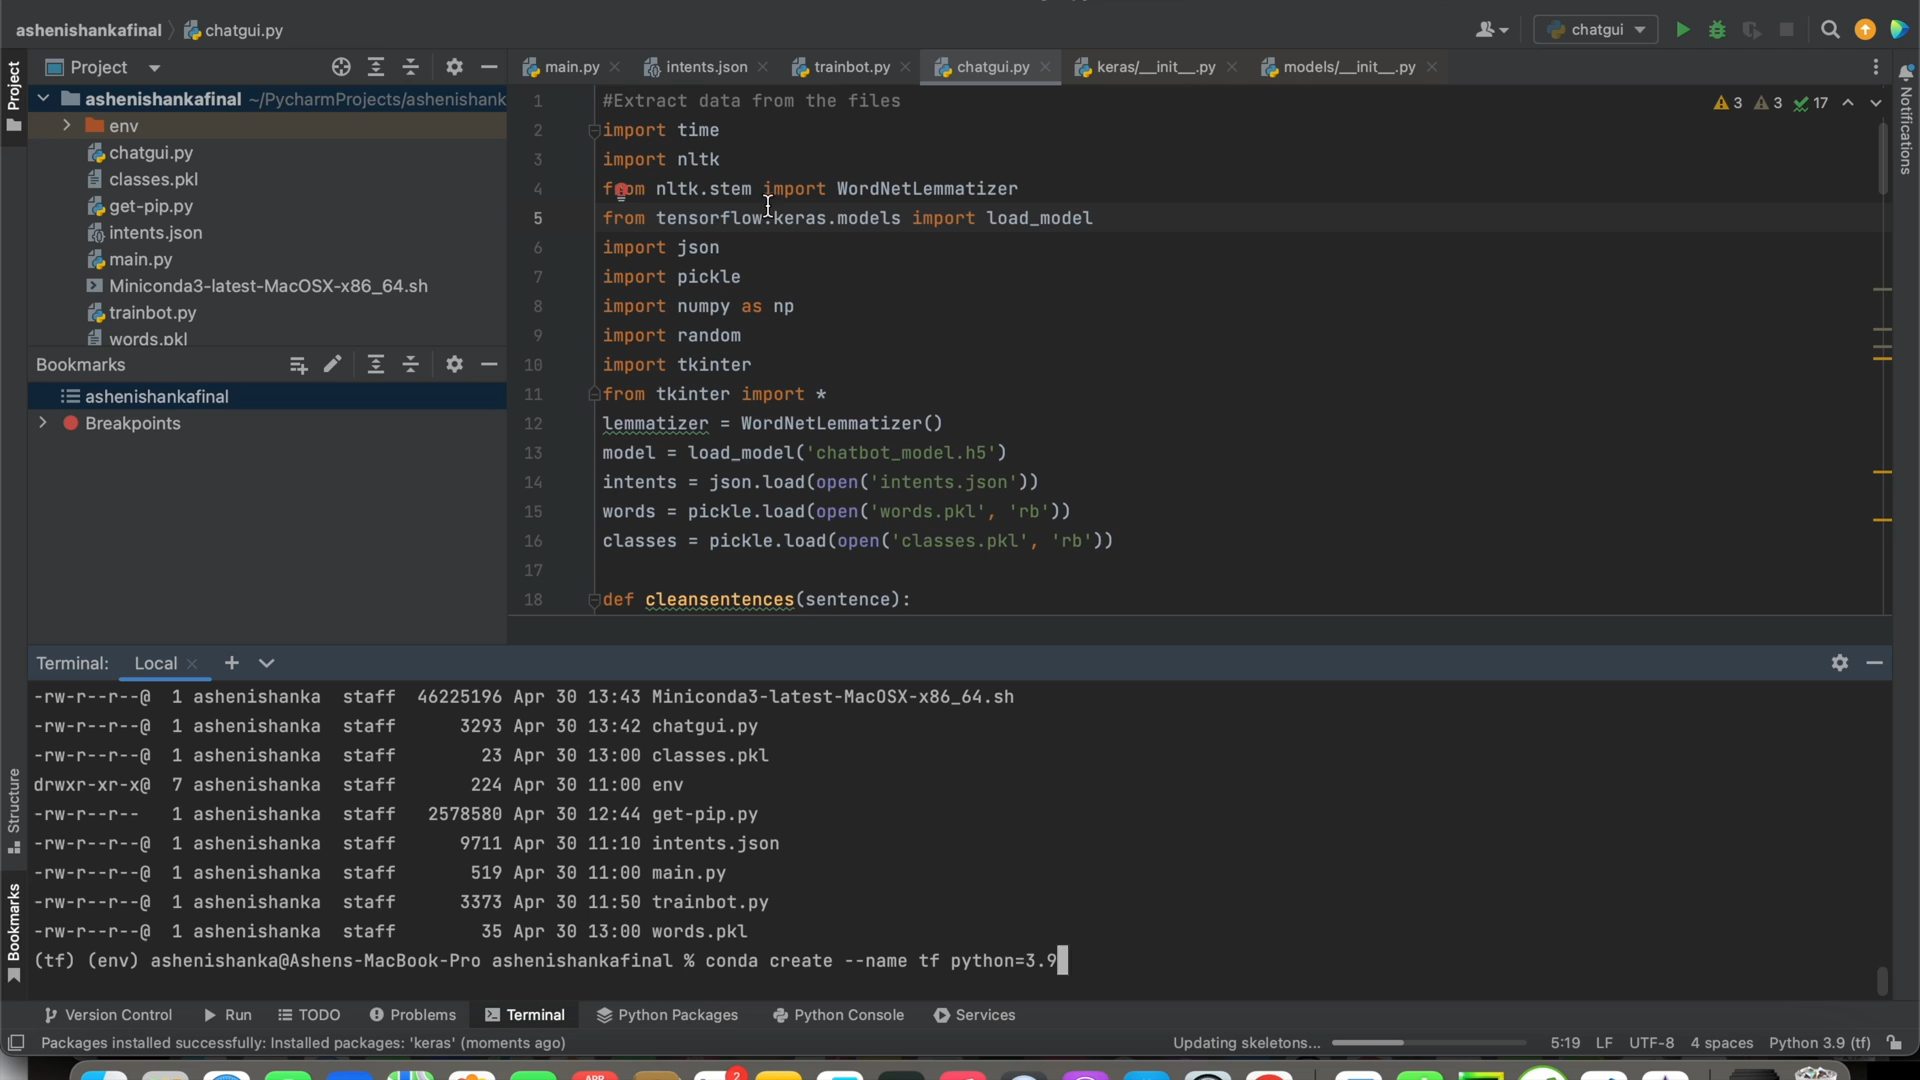 ashenishankafinal chatgui.py
chatgui
Project
ashenishankafinal ~/PycharmProjects/ashenishank
env
chatgui.py
classes.pkl
get-pip.py
intents.json
main.py
Miniconda3-latest-MacOSX-x86_64.sh
trainbot.py
words.pkl
Bookmarks
ashenishankafinal
Breakpoints
Project
Structure
Bookmarks
main.py intents.json trainbot.py chatgui.py keras/__init__.py models/__init__.py
3 3 17
Notifications
1 #Extract data from the files
2 import time
3 import nltk
4 from nltk.stem import WordNetLemmatizer
5 from tensorflow.keras.models import load_model
6 import json
7 import pickle
8 import numpy as np
9 import random
10 import tkinter
11 from tkinter import *
12 lemmatizer = WordNetLemmatizer()
13 model = load_model('chatbot_model.h5')
14 intents = json.load(open('intents.json'))
15 words = pickle.load(open('words.pkl', 'rb'))
16 classes = pickle.load(open('classes.pkl', 'rb'))
17
18 def cleansentences(sentence):
Terminal: Local
-rw-r--r--@ 1 ashenishanka staff 46225196 Apr 30 13:43 Miniconda3-latest-MacOSX-x86_64.sh
-rw-r--r--@ 1 ashenishanka staff 3293 Apr 30 13:42 chatgui.py
-rw-r--r--@ 1 ashenishanka staff 23 Apr 30 13:00 classes.pkl
drwxr-xr-x@ 7 ashenishanka staff 224 Apr 30 11:00 env
-rw-r--r-- 1 ashenishanka staff 2578580 Apr 30 12:44 get-pip.py
-rw-r--r--@ 1 ashenishanka staff 9711 Apr 30 11:10 intents.json
-rw-r--r--@ 1 ashenishanka staff 519 Apr 30 11:00 main.py
-rw-r--r--@ 1 ashenishanka staff 3373 Apr 30 11:50 trainbot.py
-rw-r--r--@ 1 ashenishanka staff 35 Apr 30 13:00 words.pkl
(tf) (env) ashenishanka@Ashens-MacBook-Pro ashenishankafinal % conda create --name tf python=3.9
Version Control Run TODO Problems Terminal Python Packages Python Console Services
Packages installed successfully: Installed packages: 'keras' (moments ago) Updating skeletons... 5:19 LF UTF-8 4 spaces Python 3.9 (tf)
APR 2